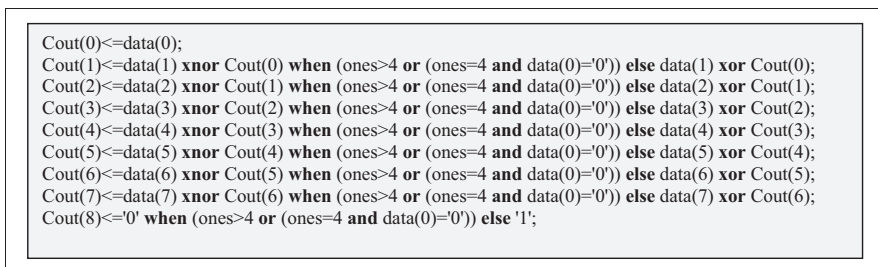 Cout(0)<=data(0);
Cout(1)<=data(1) xnor Cout(0) when (ones>4 or (ones=4 and data(0)='0')) else data(1) xor Cout(0);
Cout(2)<=data(2) xnor Cout(1) when (ones>4 or (ones=4 and data(0)='0')) else data(2) xor Cout(1);
Cout(3)<=data(3) xnor Cout(2) when (ones>4 or (ones=4 and data(0)='0')) else data(3) xor Cout(2);
Cout(4)<=data(4) xnor Cout(3) when (ones>4 or (ones=4 and data(0)='0')) else data(4) xor Cout(3);
Cout(5)<=data(5) xnor Cout(4) when (ones>4 or (ones=4 and data(0)='0')) else data(5) xor Cout(4);
Cout(6)<=data(6) xnor Cout(5) when (ones>4 or (ones=4 and data(0)='0')) else data(6) xor Cout(5);
Cout(7)<=data(7) xnor Cout(6) when (ones>4 or (ones=4 and data(0)='0')) else data(7) xor Cout(6);
Cout(8)<='0' when (ones>4 or (ones=4 and data(0)='0')) else '1';